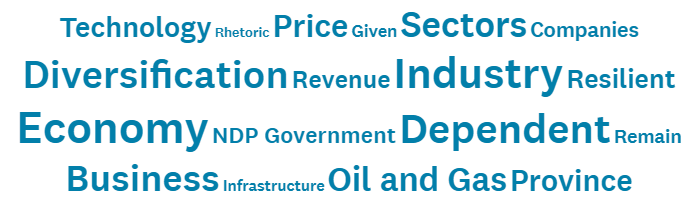 Technology Rhetoric Price Given Sectors Companies
Diversification Revenue Industry Resilient
Economy NDP Government Dependent Remain
Business Infrastructure Oil and Gas Province